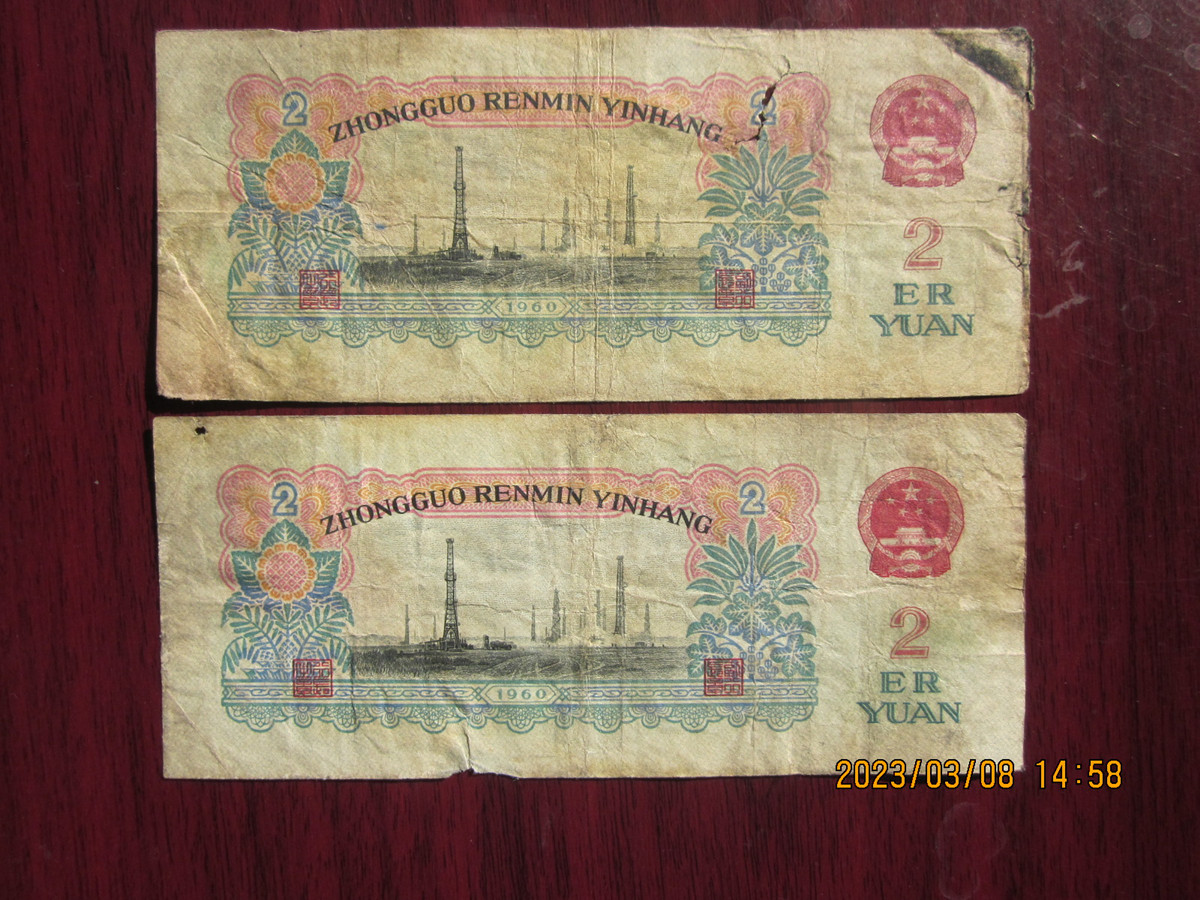 2 2
ZHONGGUO RENMIN YINHANG
2
ER
YUAN
1960
2 2
ZHONGGUO RENMIN YINHANG
2
ER
YUAN
1960
2023/03/08 14:58